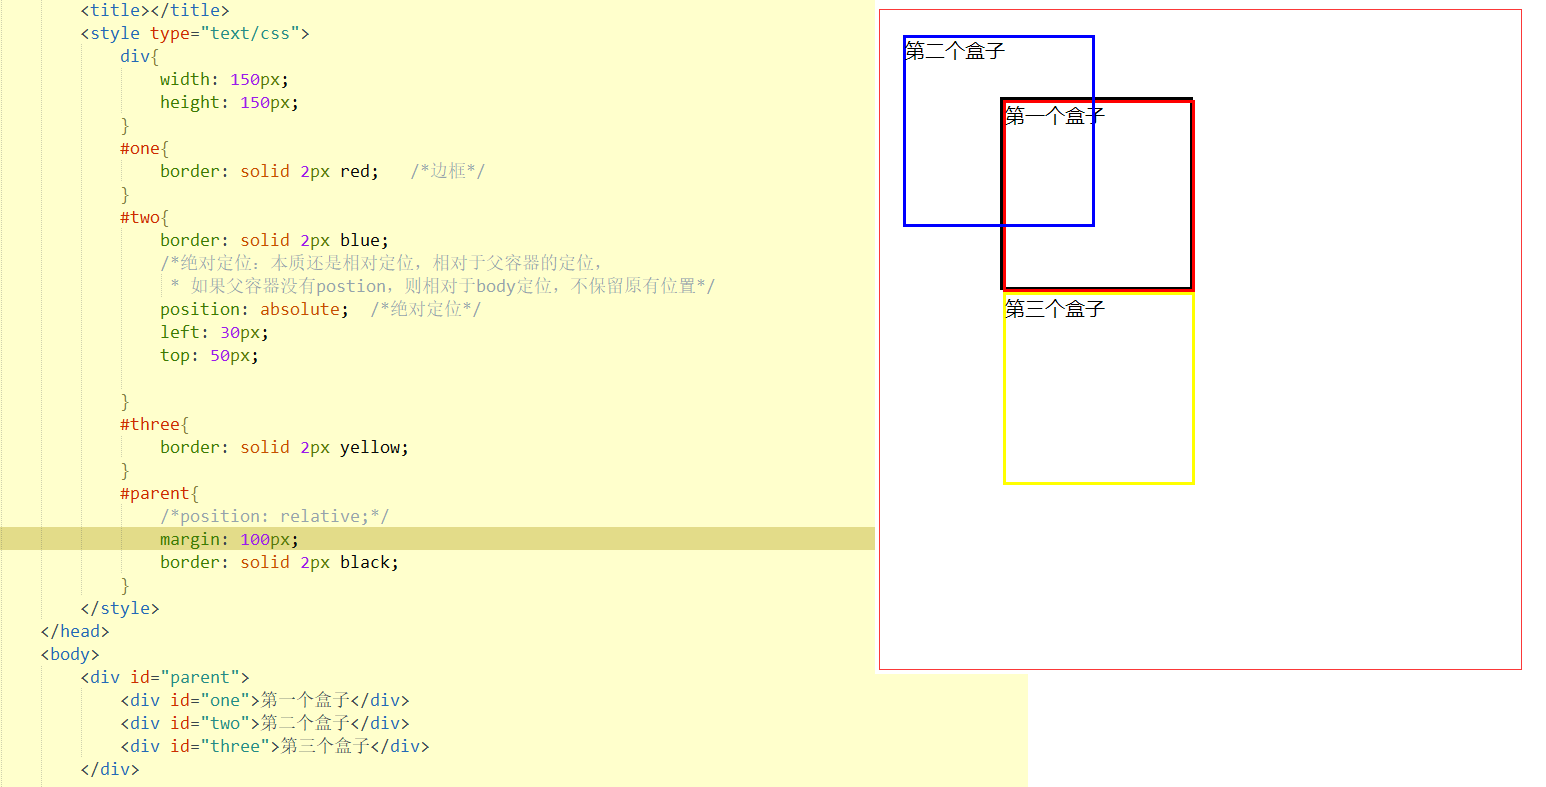 <title></title>
<style type="text/css">
div{
width: 150px;
height: 150px;
}
#one{
border: solid 2px red;   /*边框*/
}
#two{
border: solid 2px blue;
/*绝对定位：本质还是相对定位，相对于父容器的定位，
* 如果父容器没有postion，则相对于body定位，不保留原有位置*/
position: absolute;  /*绝对定位*/
left: 30px;
top: 50px;
}
#three{
border: solid 2px yellow;
}
#parent{
/*position: relative;*/
margin: 100px;
border: solid 2px black;
}
</style>
</head>
<body>
<div id="parent">
<div id="one">第一个盒子</div>
<div id="two">第二个盒子</div>
<div id="three">第三个盒子</div>
</div>
第二个盒子
第一个盒子
第三个盒子